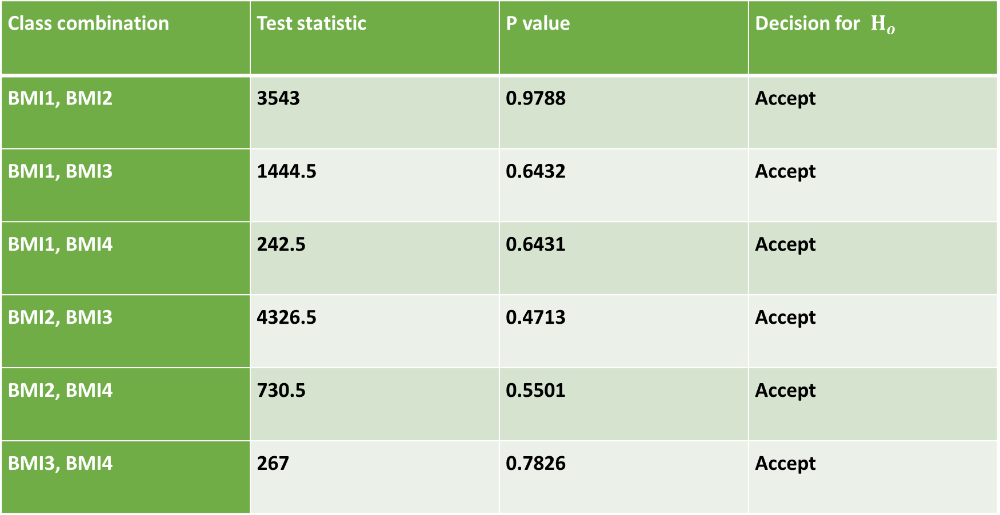 Class combination Test statistic P value Decision for H₀
BMI1, BMI2 3543 0.9788 Accept
BMI1, BMI3 1444.5 0.6432 Accept
BMI1, BMI4 242.5 0.6431 Accept
BMI2, BMI3 4326.5 0.4713 Accept
BMI2, BMI4 730.5 0.5501 Accept
BMI3, BMI4 267 0.7826 Accept